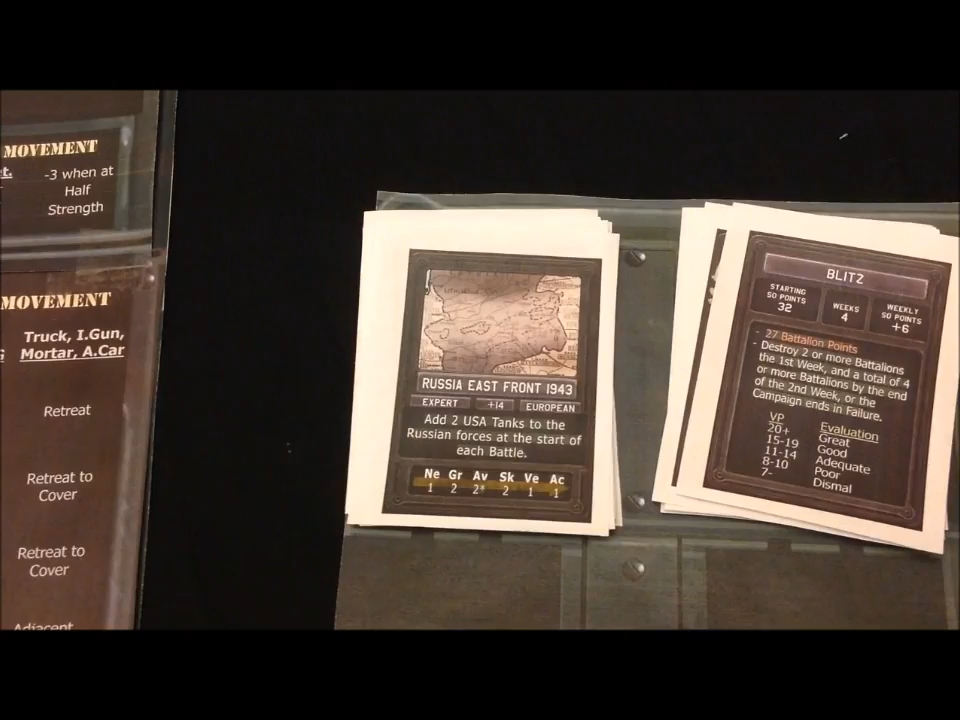 MOVEMENT
-3 when at
Half
Strength
MOVEMENT
Truck, I.Gun,
Mortar, A.Car
Retreat
Retreat to
Cover
Retreat to
Cover
Adjacent
RUSSIA EAST FRONT 1943
EXPERT +14 EUROPEAN
Add 2 USA Tanks to the
Russian forces at the start of
each Battle.
Ne Gr Av Sk Ve Ac
1 2 2* 2 1 1
BLITZ
STARTING
SO POINTS
32
WEEKS
4
WEEKLY
SO POINTS
+6
- 27 Battalion Points
- Destroy 2 or more Battalions
the 1st Week, and a total of 4
or more Battalions by the end
of the 2nd Week, or the
Campaign ends in Failure.
VP Evaluation
20+ Great
15-19 Good
11-14 Adequate
8-10 Poor
7- Dismal